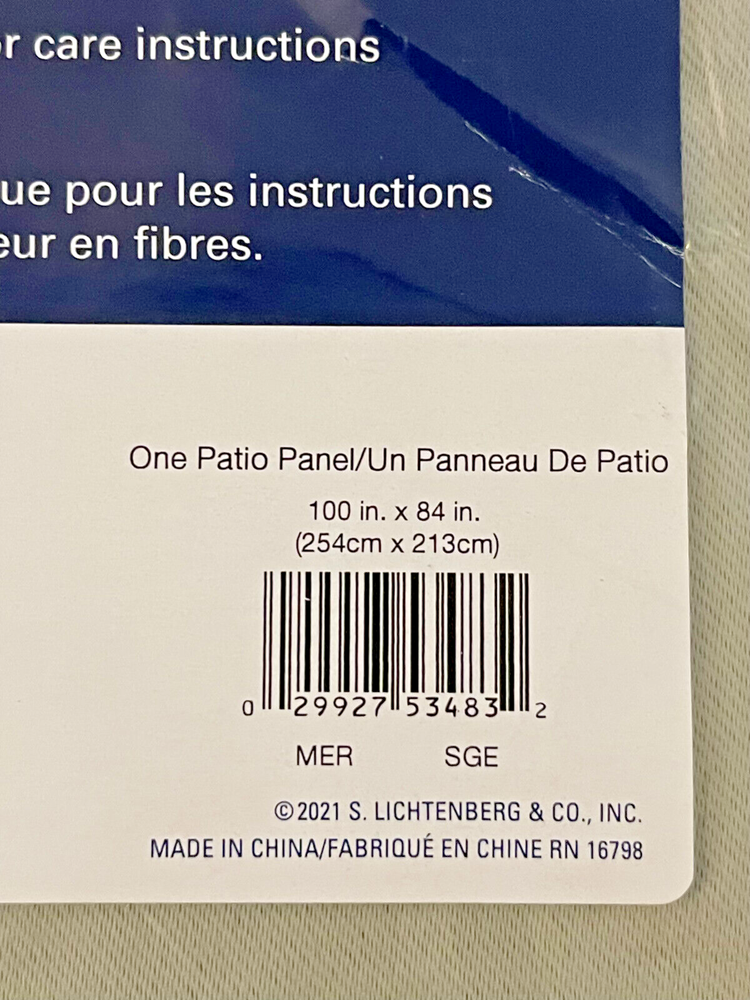 care instructions
pour les instructions
en fibres.
One Patio Panel/Un Panneau De Patio
100 in. x 84 in.
(254cm x 213cm)
0 29927 53483 2
MER SGE
©2021 S. LICHTENBERG & CO., INC.
MADE IN CHINA/FABRIQUÉ EN CHINE RN 16798